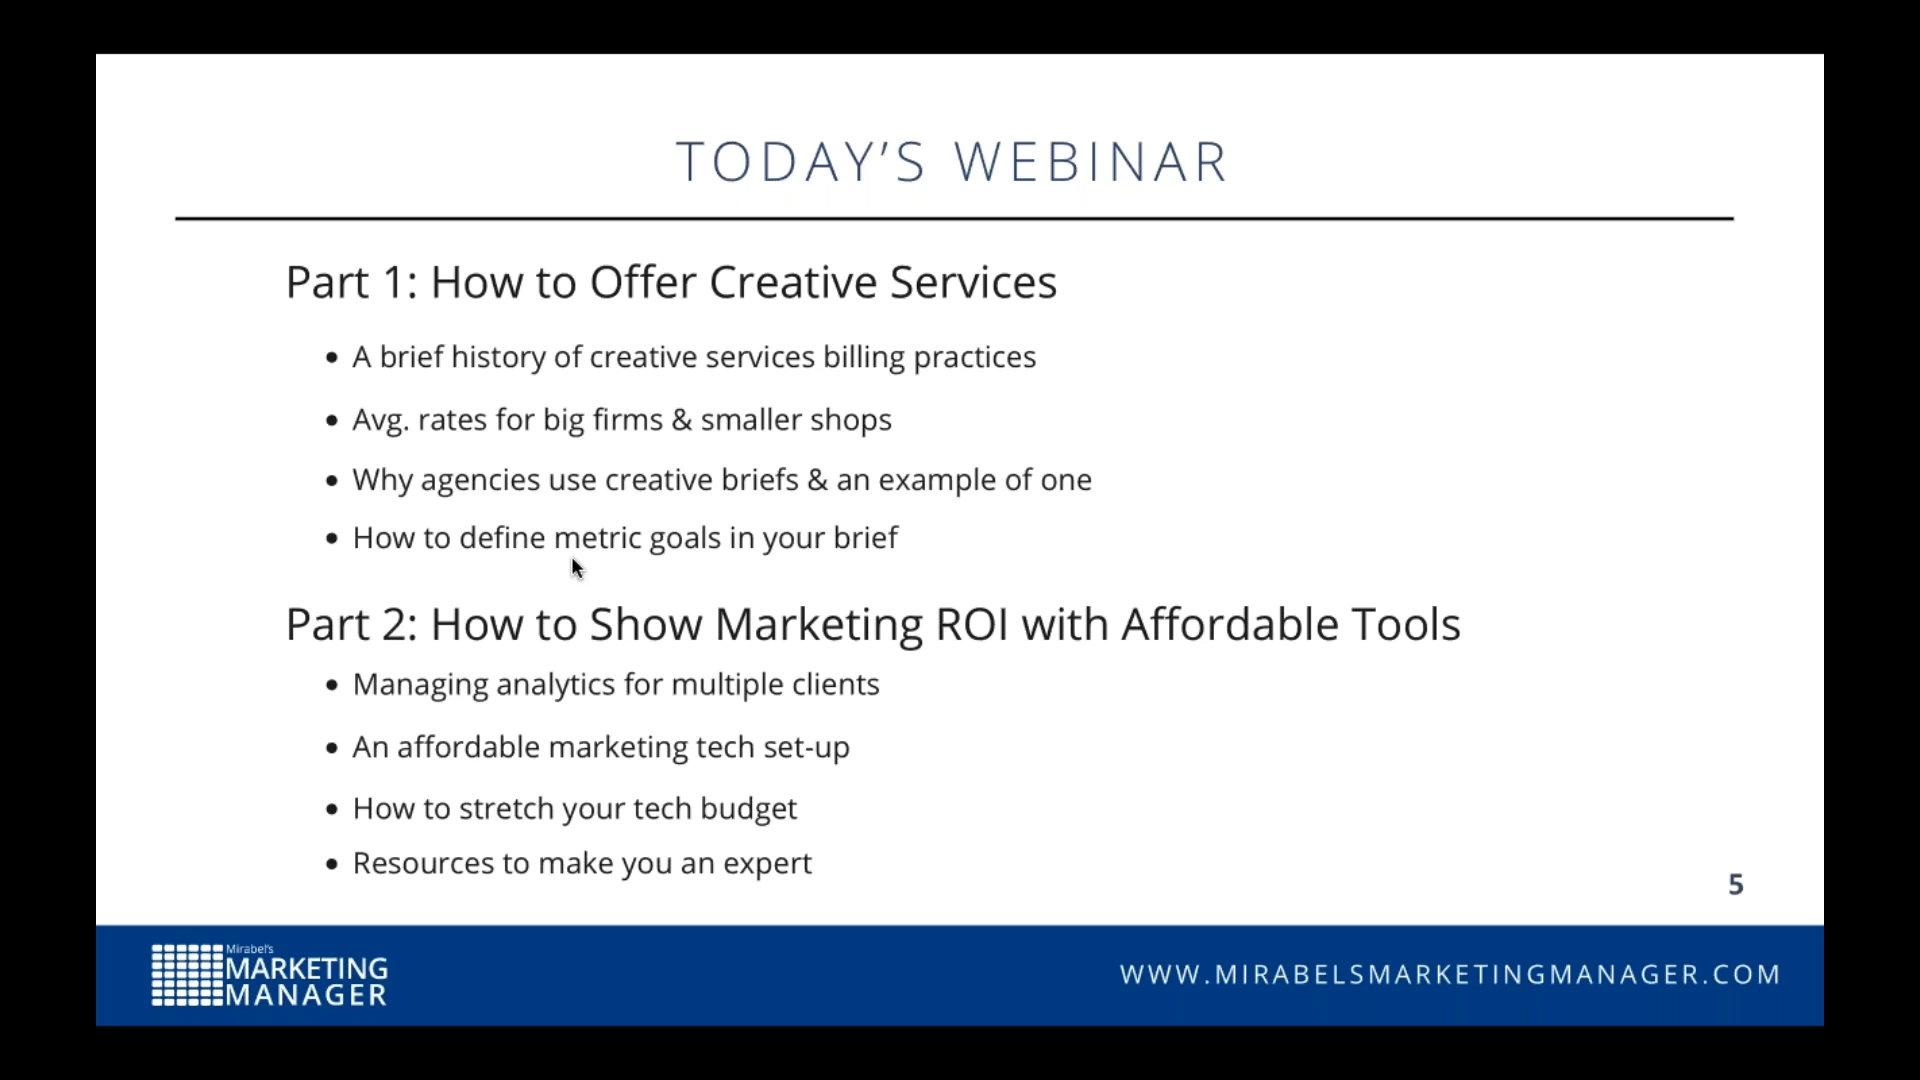 TODAY’S WEBINAR
Part 1: How to Offer Creative Services
• A brief history of creative services billing practices
• Avg. rates for big firms & smaller shops
• Why agencies use creative briefs & an example of one
• How to define metric goals in your brief
Part 2: How to Show Marketing ROI with Affordable Tools
• Managing analytics for multiple clients
• An affordable marketing tech set-up
• How to stretch your tech budget
• Resources to make you an expert
5
Mirabel's
MARKETING
MANAGER
WWW.MIRABELSMARKETINGMANAGER.COM